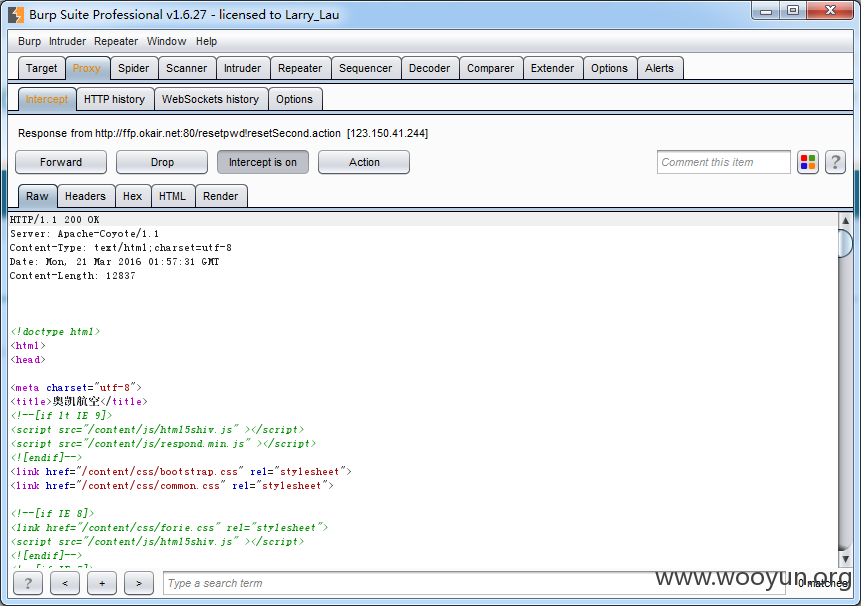 Burp Suite Professional v1.6.27 - licensed to Larry_Lau
Burp Intruder Repeater Window Help
Target Proxy Spider Scanner Intruder Repeater Sequencer Decoder Comparer Extender Options Alerts
Intercept HTTP history WebSockets history Options
Response from http://ffp.okair.net:80/resetpwd!resetSecond.action [123.150.41.244]
Forward Drop Intercept is on Action Comment this item ?
Raw Headers Hex HTML Render
HTTP/1.1 200 OK
Server: Apache-Coyote/1.1
Content-Type: text/html;charset=utf-8
Date: Mon, 21 Mar 2016 01:57:31 GMT
Content-Length: 12837
<!doctype html>
<html>
<head>
<meta charset="utf-8">
<title>奥凯航空</title>
<!--[if lt IE 9]>
<script src="/content/js/html5shiv.js" ></script>
<script src="/content/js/respond.min.js" ></script>
<![endif]-->
<link href="/content/css/bootstrap.css" rel="stylesheet">
<link href="/content/css/common.css" rel="stylesheet">
<!--[if IE 8]>
<link href="/content/css/forie.css" rel="stylesheet">
<script src="/content/js/html5shiv.js" ></script>
<![endif]-->
? < + > Type a search term 0 matches
www.wooyun.org